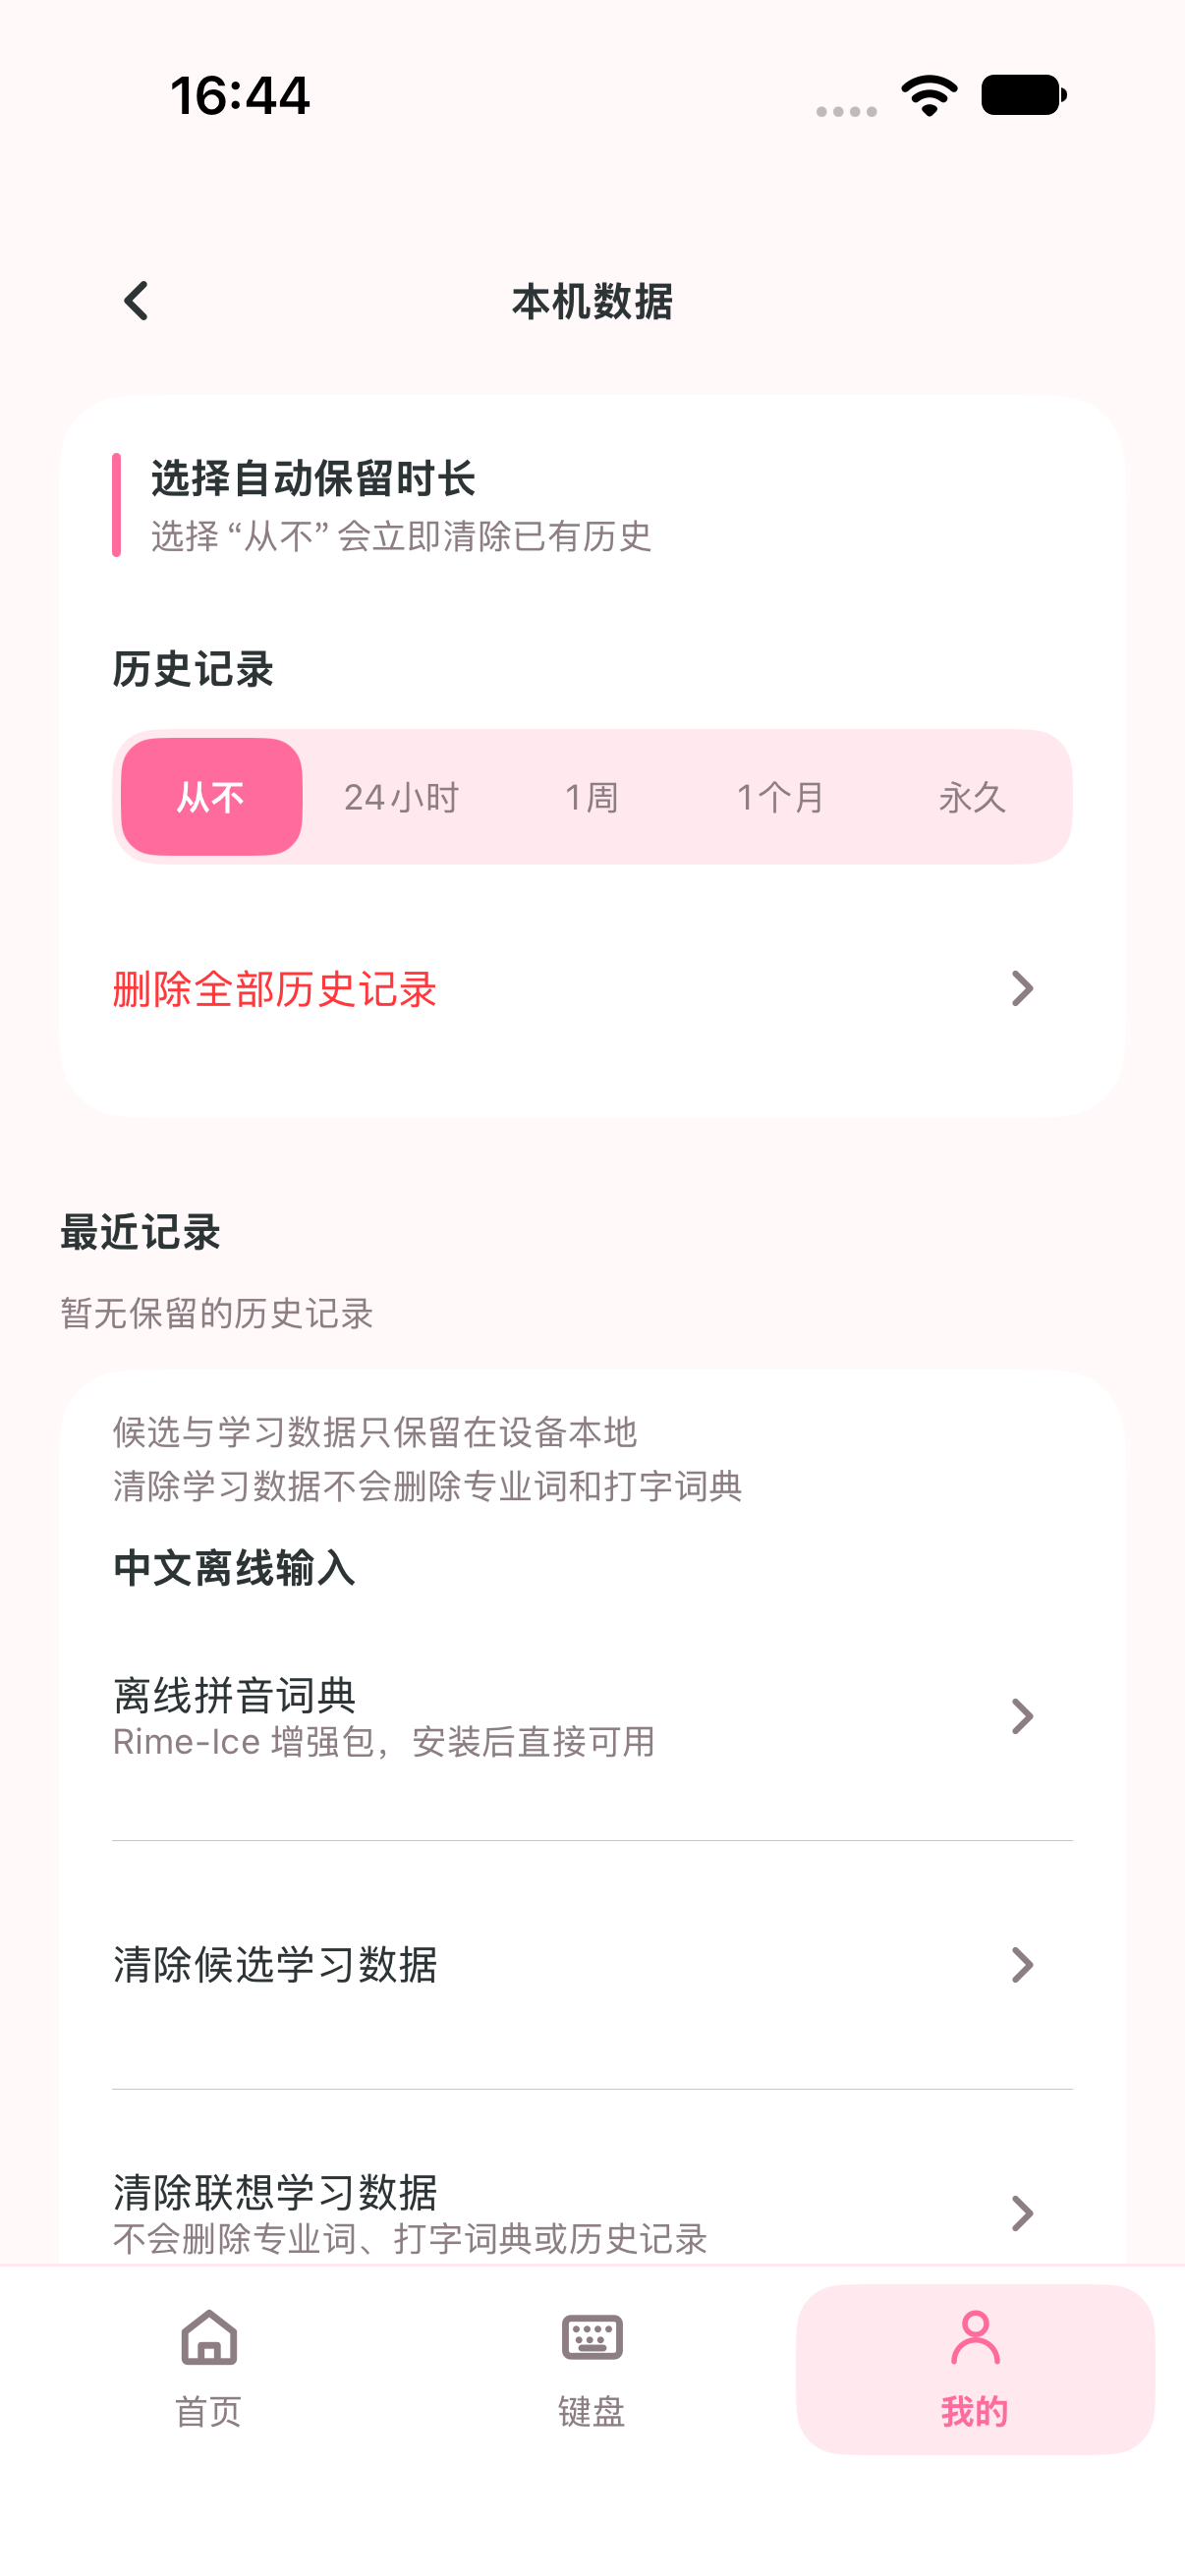 16:44
本机数据
选择自动保留时长
选择 “从不” 会立即清除已有历史
历史记录
从不
24小时
1周
1个月
永久
删除全部历史记录
最近记录
暂无保留的历史记录
候选与学习数据只保留在设备本地
清除学习数据不会删除专业词和打字词典
中文离线输入
离线拼音词典
Rime-Ice 增强包，安装后直接可用
清除候选学习数据
清除联想学习数据
不会删除专业词、打字词典或历史记录
首页
键盘
我的